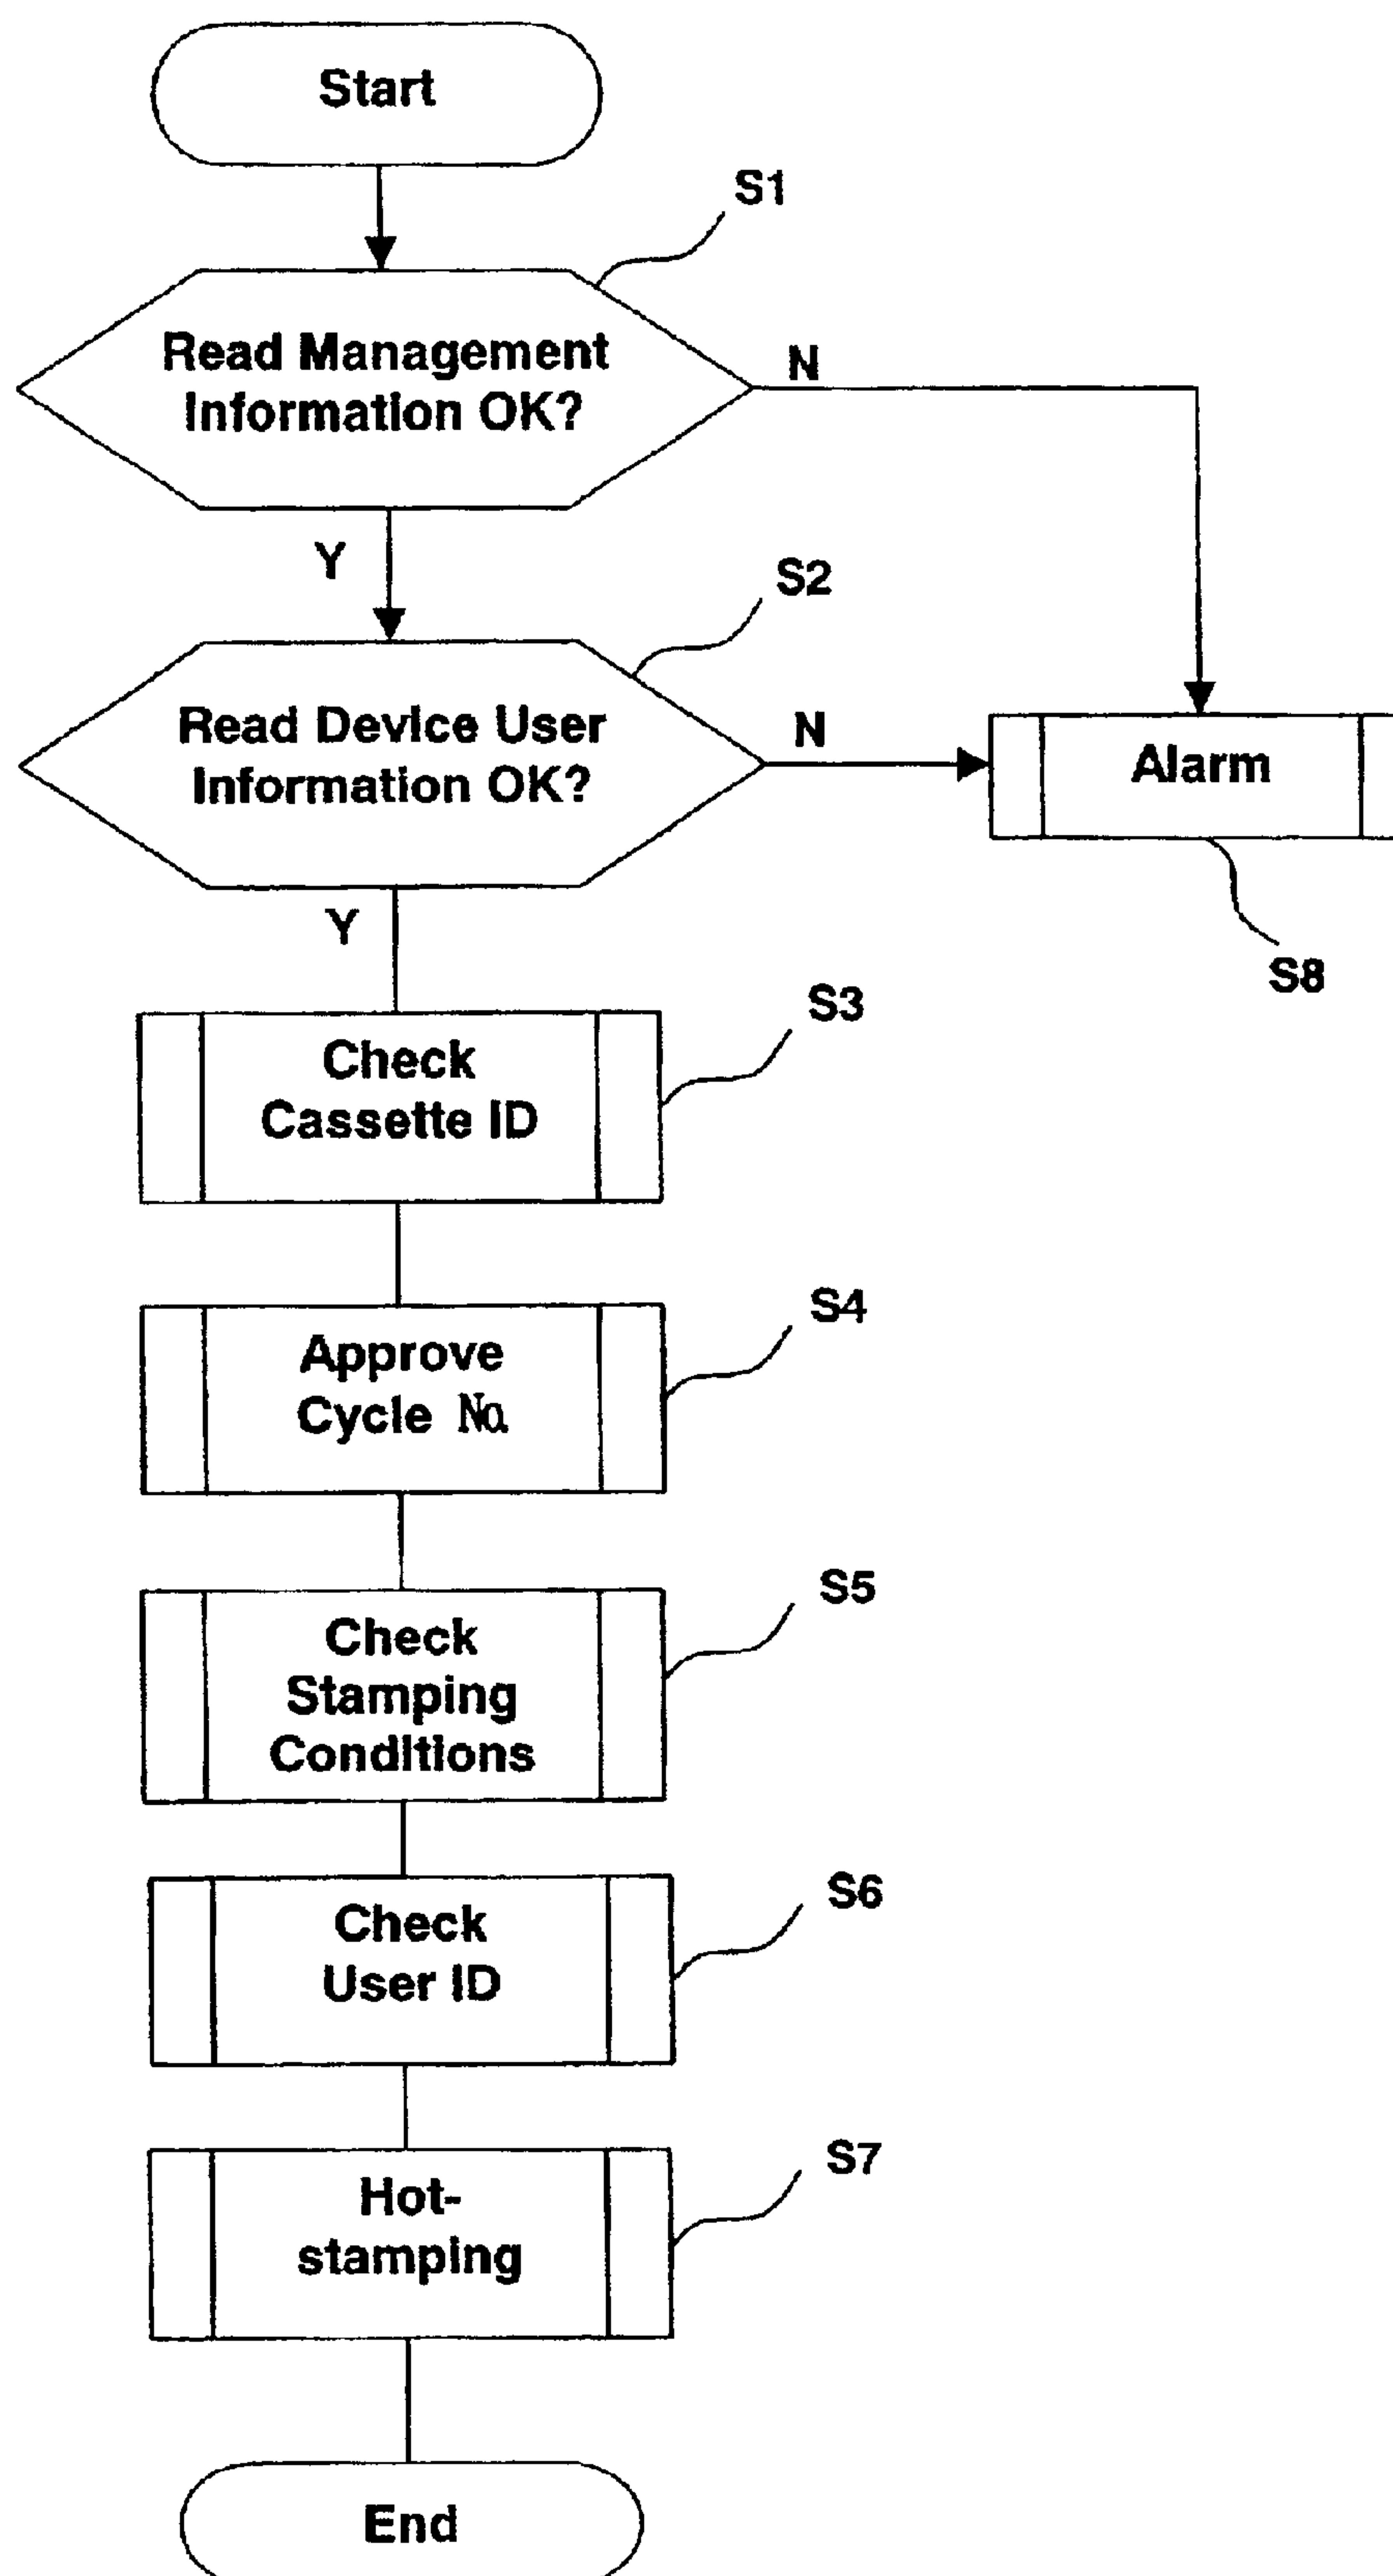 Start
S1
Read Management
Information OK?
N
Y
S2
Read Device User
Information OK?
N
Alarm
S8
Y
S3
Check
Cassette ID
S4
Approve
Cycle No.
S5
Check
Stamping
Conditions
S6
Check
User ID
S7
Hot-
stamping
End